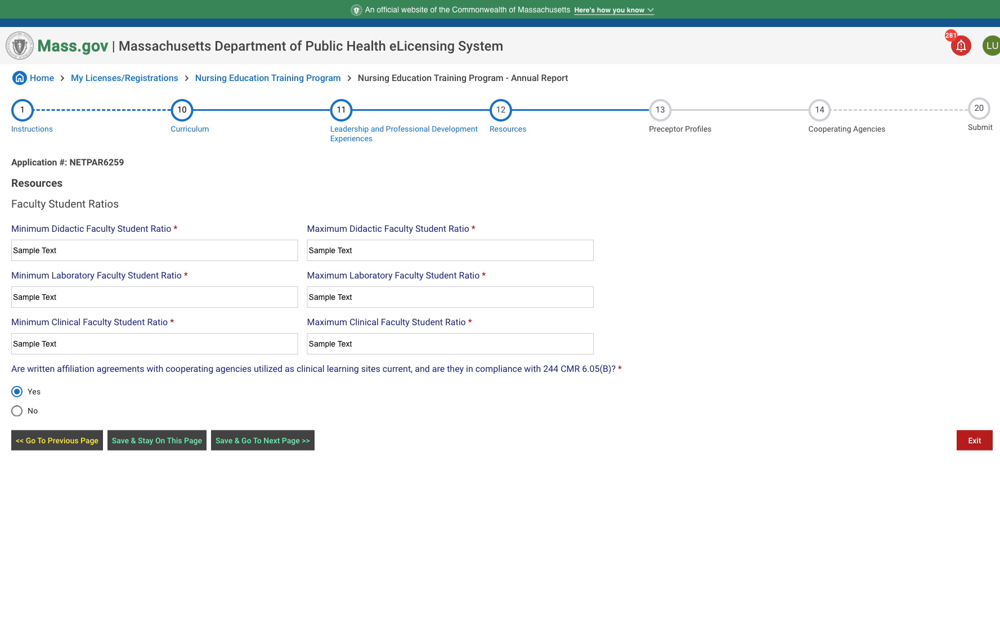 An official website of the Commonwealth of Massachusetts Here's how you know
Mass.gov | Massachusetts Department of Public Health eLicensing System
281
LU
Home > My Licenses/Registrations > Nursing Education Training Program > Nursing Education Training Program - Annual Report
1 10 11 12 13 14 20
Instructions Curriculum Leadership and Professional Development Resources Preceptor Profiles Cooperating Agencies Submit
Experiences
Application #: NETPAR6259
Resources
Faculty Student Ratios
Minimum Didactic Faculty Student Ratio * Maximum Didactic Faculty Student Ratio *
Sample Text Sample Text
Minimum Laboratory Faculty Student Ratio * Maximum Laboratory Faculty Student Ratio *
Sample Text Sample Text
Minimum Clinical Faculty Student Ratio * Maximum Clinical Faculty Student Ratio *
Sample Text Sample Text
Are written affiliation agreements with cooperating agencies utilized as clinical learning sites current, and are they in compliance with 244 CMR 6.05(B)? *
Yes
No
<< Go To Previous Page Save & Stay On This Page Save & Go To Next Page >> Exit